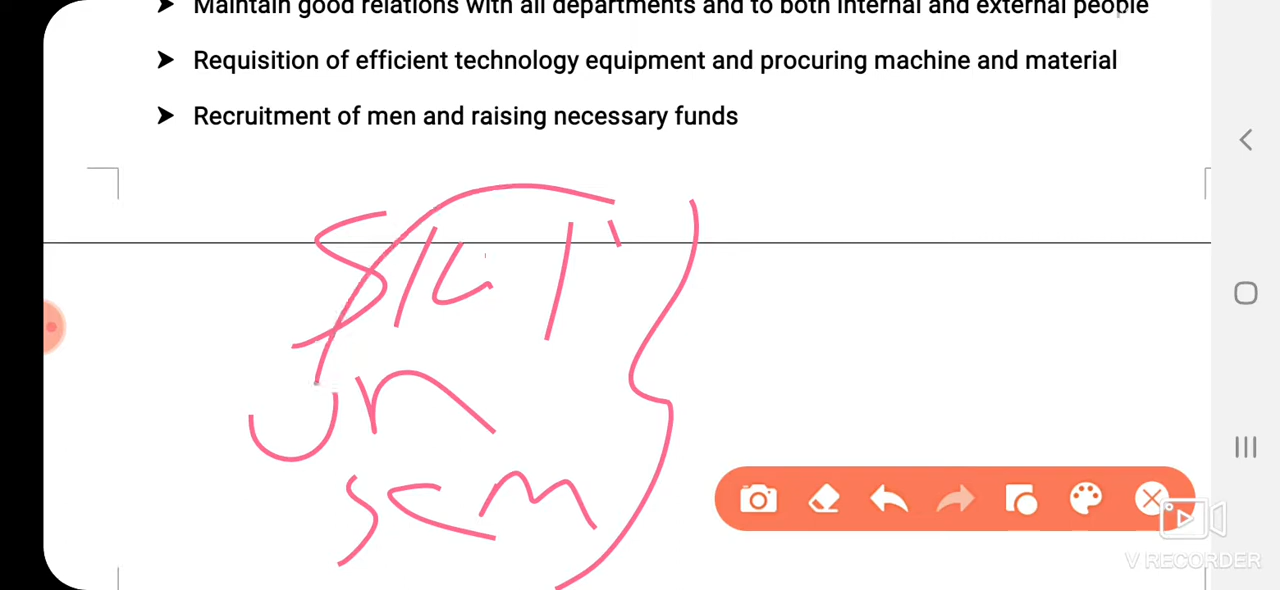 Maintain good relations with all departments and to both internal and external people
➤ Requisition of efficient technology equipment and procuring machine and material
➤ Recruitment of men and raising necessary funds
scm
V RECORDER